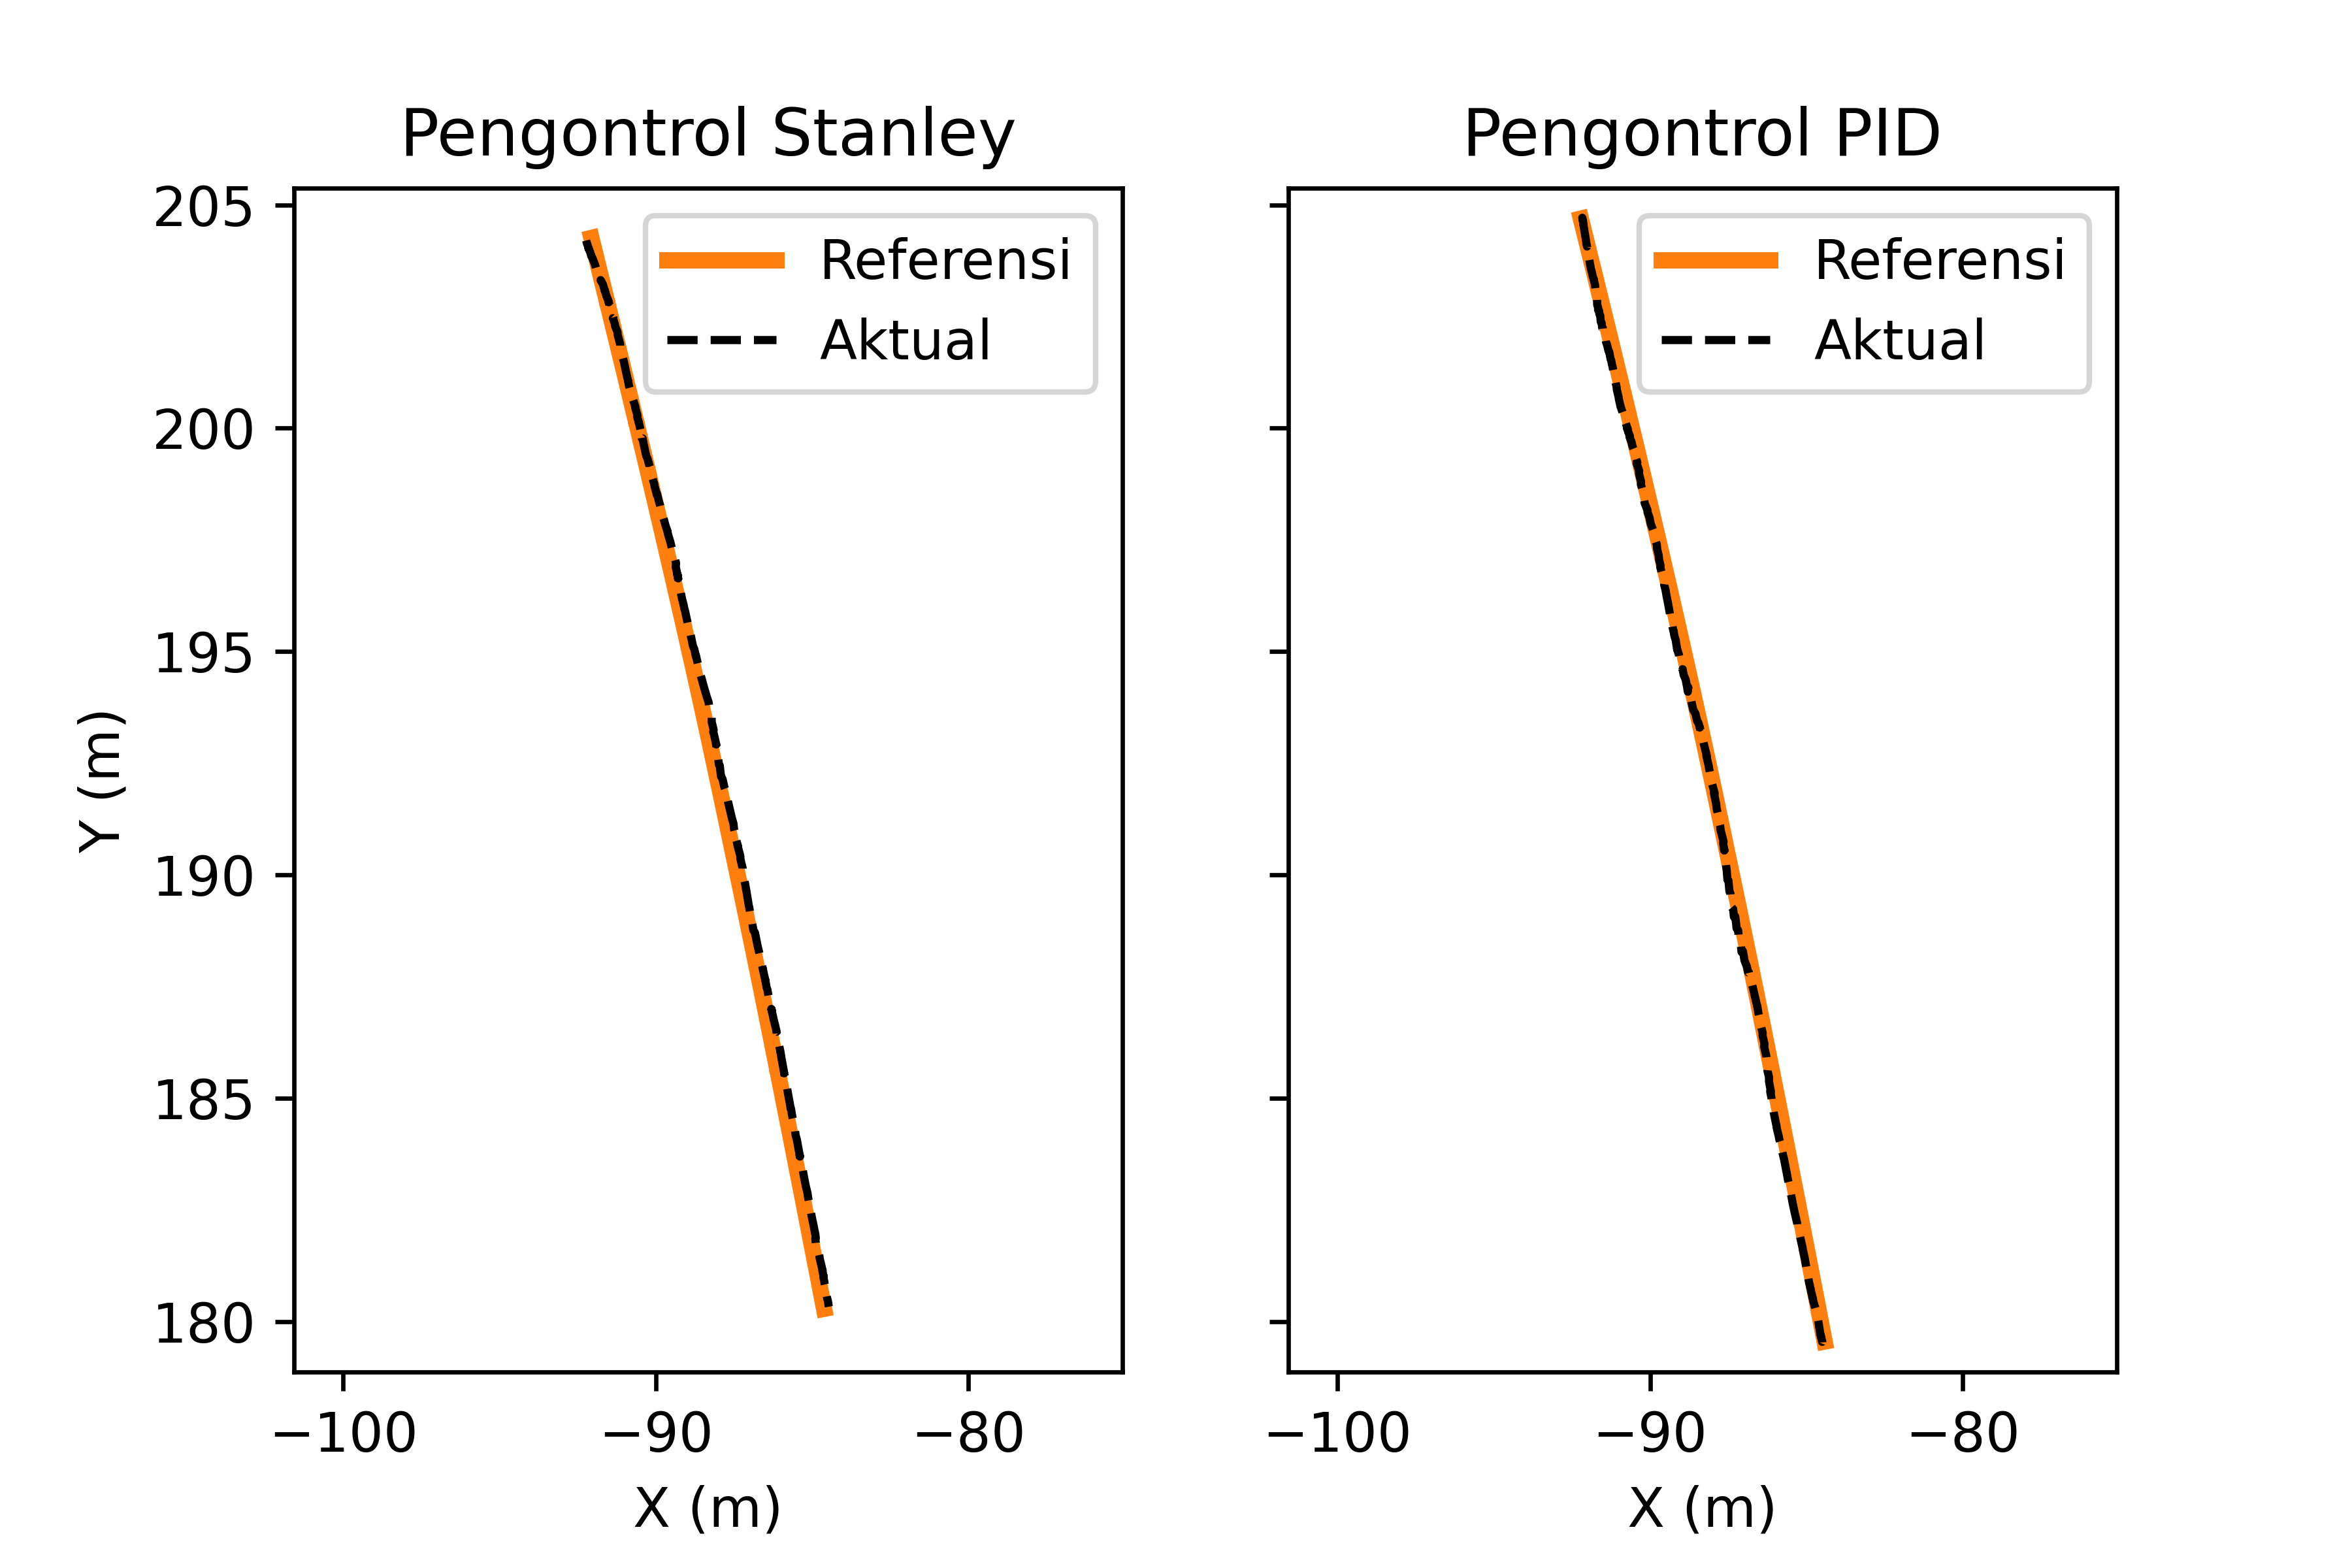 Pengontrol Stanley
Pengontrol PID
205
200
195
190
185
180
Y (m)
Referensi
Aktual
Referensi
Aktual
−100
−90
−80
−100
−90
−80
X (m)
X (m)